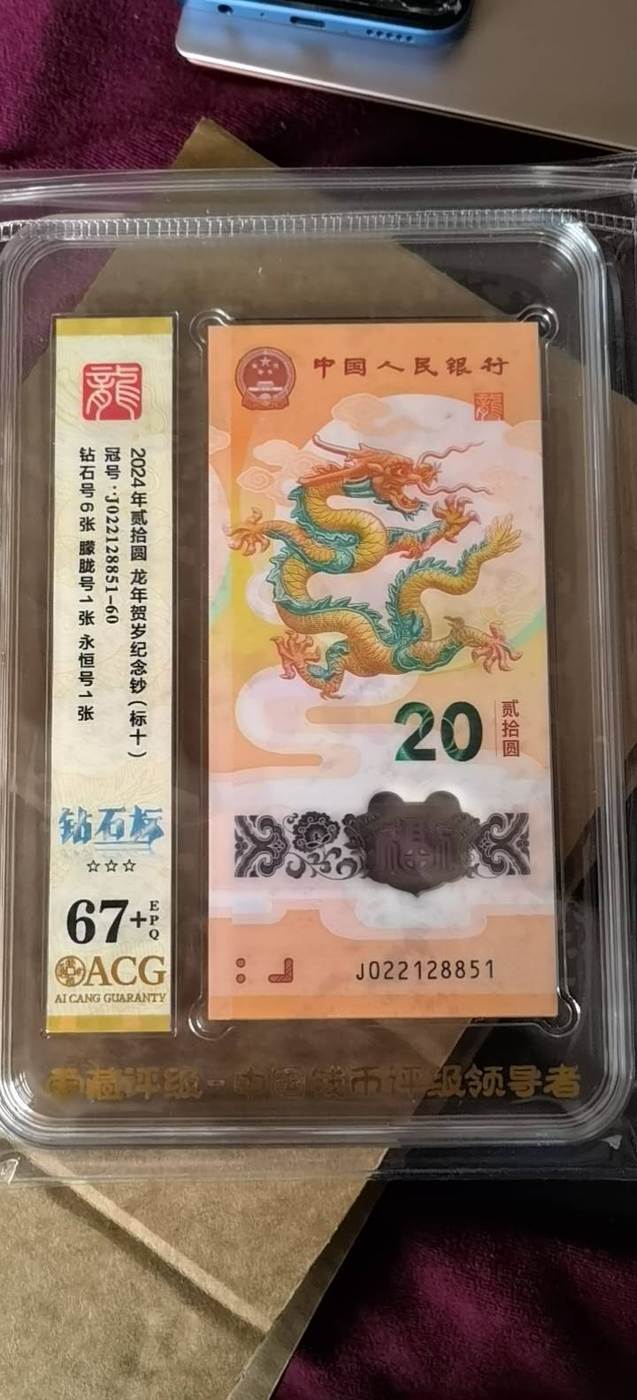 龍
2024年贰拾圆 龙年贺岁纪念钞（标十）
冠号：J022128851-60
钻石号6张 朦胧号1张 永恒号1张
钻石标
☆☆☆
67+
EPQ
ACG
AI CANG GUARANTY
中国人民银行
龍
20
贰拾圆
J022128851
藏评级-中国钱币评级领导者